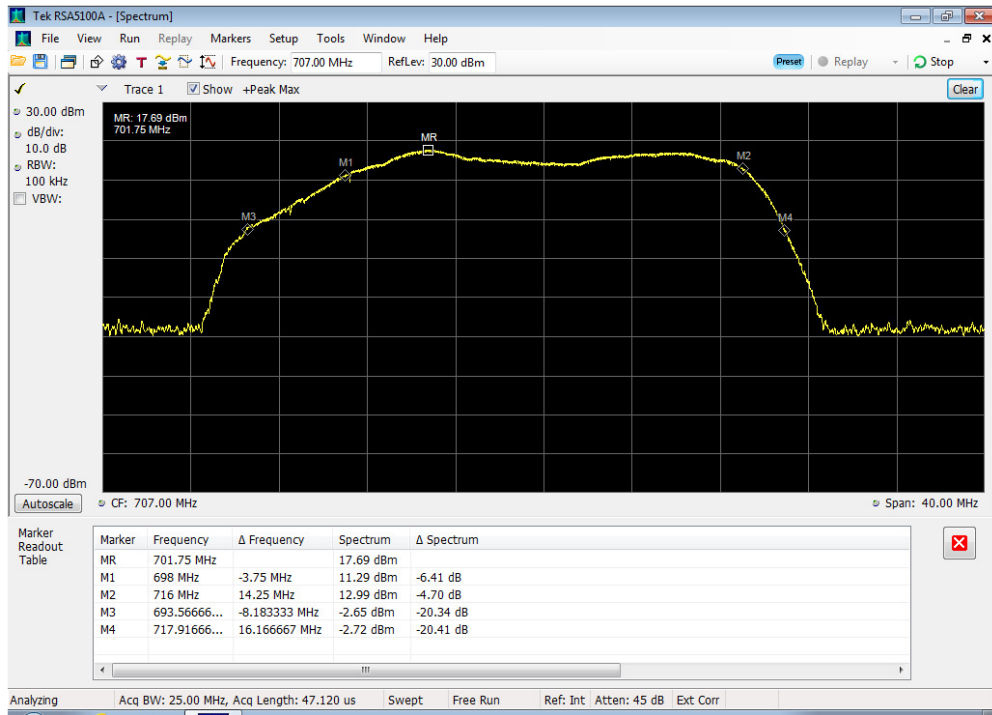 Tek RSA5100A - [Spectrum]
File View Run Replay Markers Setup Tools Window Help
T Frequency: 707.00 MHz RefLev: 30.00 dBm Preset Replay Stop
Trace 1 Show +Peak Max Clear
30.00 dBm
dB/div:
10.0 dB
RBW:
100 kHz
VBW:
-70.00 dBm
Autoscale
MR: 17.69 dBm
701.75 MHz
MR
M1
M2
M3
M4
CF: 707.00 MHz Span: 40.00 MHz
Marker
Readout
Table
Marker Frequency Δ Frequency Spectrum Δ Spectrum
MR 701.75 MHz 17.69 dBm
M1 698 MHz -3.75 MHz 11.29 dBm -6.41 dB
M2 716 MHz 14.25 MHz 12.99 dBm -4.70 dB
M3 693.56666... -8.183333 MHz -2.65 dBm -20.34 dB
M4 717.91666... 16.166667 MHz -2.72 dBm -20.41 dB
Analyzing Acq BW: 25.00 MHz, Acq Length: 47.120 us Swept Free Run Ref: Int Atten: 45 dB Ext Corr